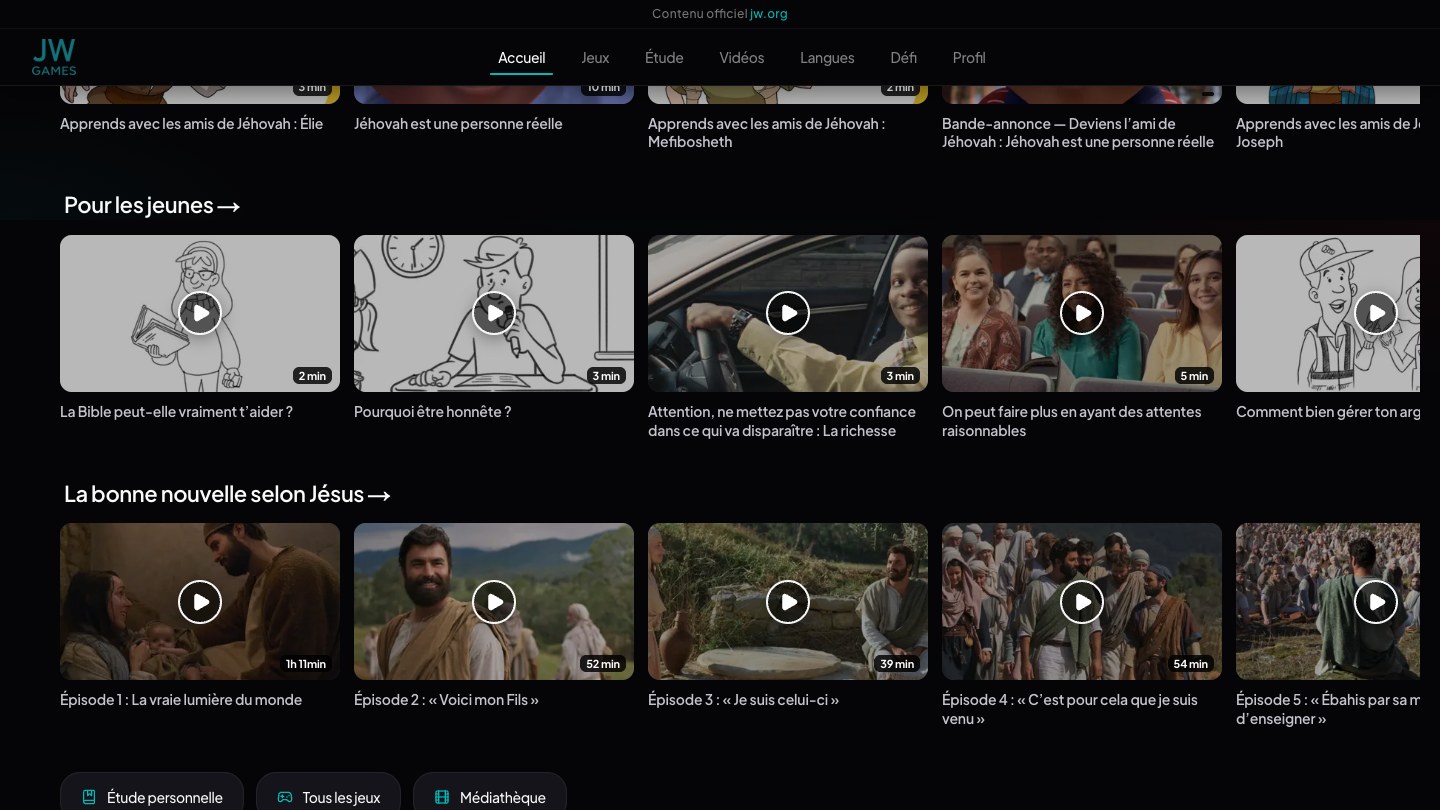 Contenu officiel jw.org
JW
GAMES
Accueil
Jeux
Étude
Vidéos
Langues
Défi
Profil
3 min
10 min
2 min
Apprends avec les amis de Jéhovah : Élie
Jéhovah est une personne réelle
Apprends avec les amis de Jéhovah :
Mefibosheth
Bande-annonce — Deviens l’ami de
Jéhovah : Jéhovah est une personne réelle
Apprends avec les amis de
Joseph
Pour les jeunes →
2 min
3 min
3 min
5 min
La Bible peut-elle vraiment t’aider ?
Pourquoi être honnête ?
Attention, ne mettez pas votre confiance
dans ce qui va disparaître : La richesse
On peut faire plus en ayant des attentes
raisonnables
Comment bien gérer ton
La bonne nouvelle selon Jésus →
1h 11min
52 min
39 min
54 min
Épisode 1 : La vraie lumière du monde
Épisode 2 : « Voici mon Fils »
Épisode 3 : « Je suis celui-ci »
Épisode 4 : « C’est pour cela que je suis
venu »
Épisode 5 : « Ébahis par sa
d’enseigner »
Étude personnelle
Tous les jeux
Médiathèque